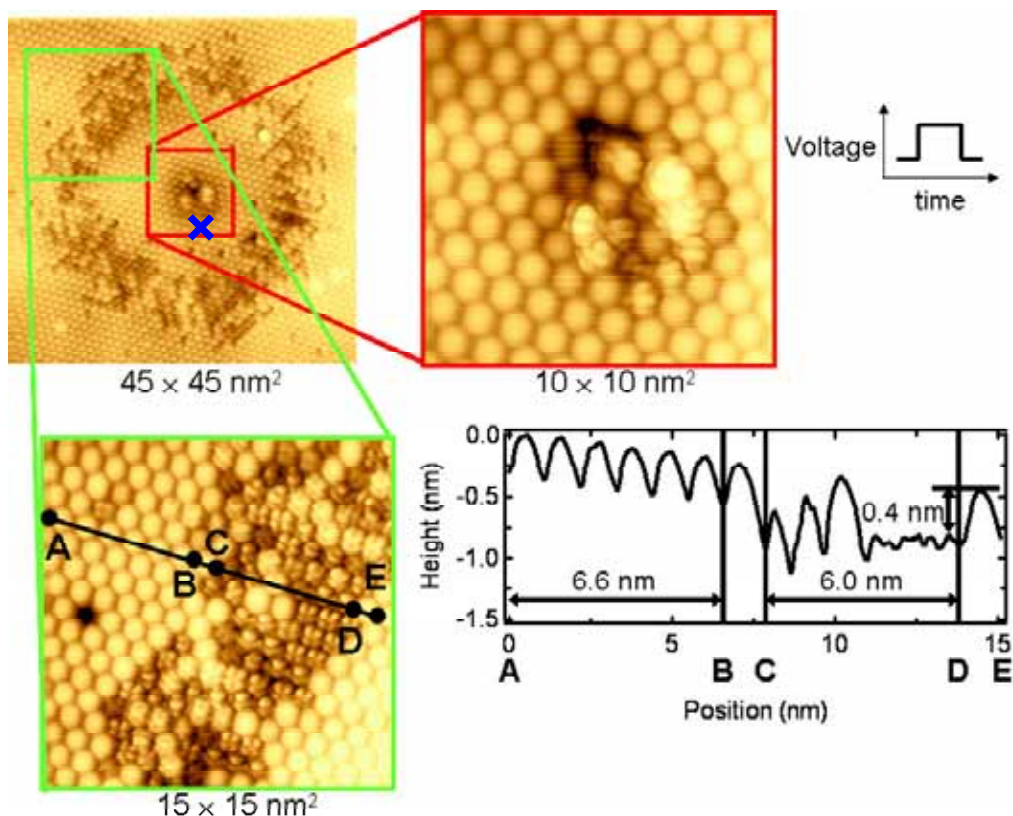 Voltage
time
45 × 45 nm²
10 × 10 nm²
A
B
C
D
E
15 × 15 nm²
Height (nm)
0.0
-0.5
-1.0
-1.5
0.4 nm
6.6 nm
6.0 nm
0 5 10 15
A B C D E
Position (nm)